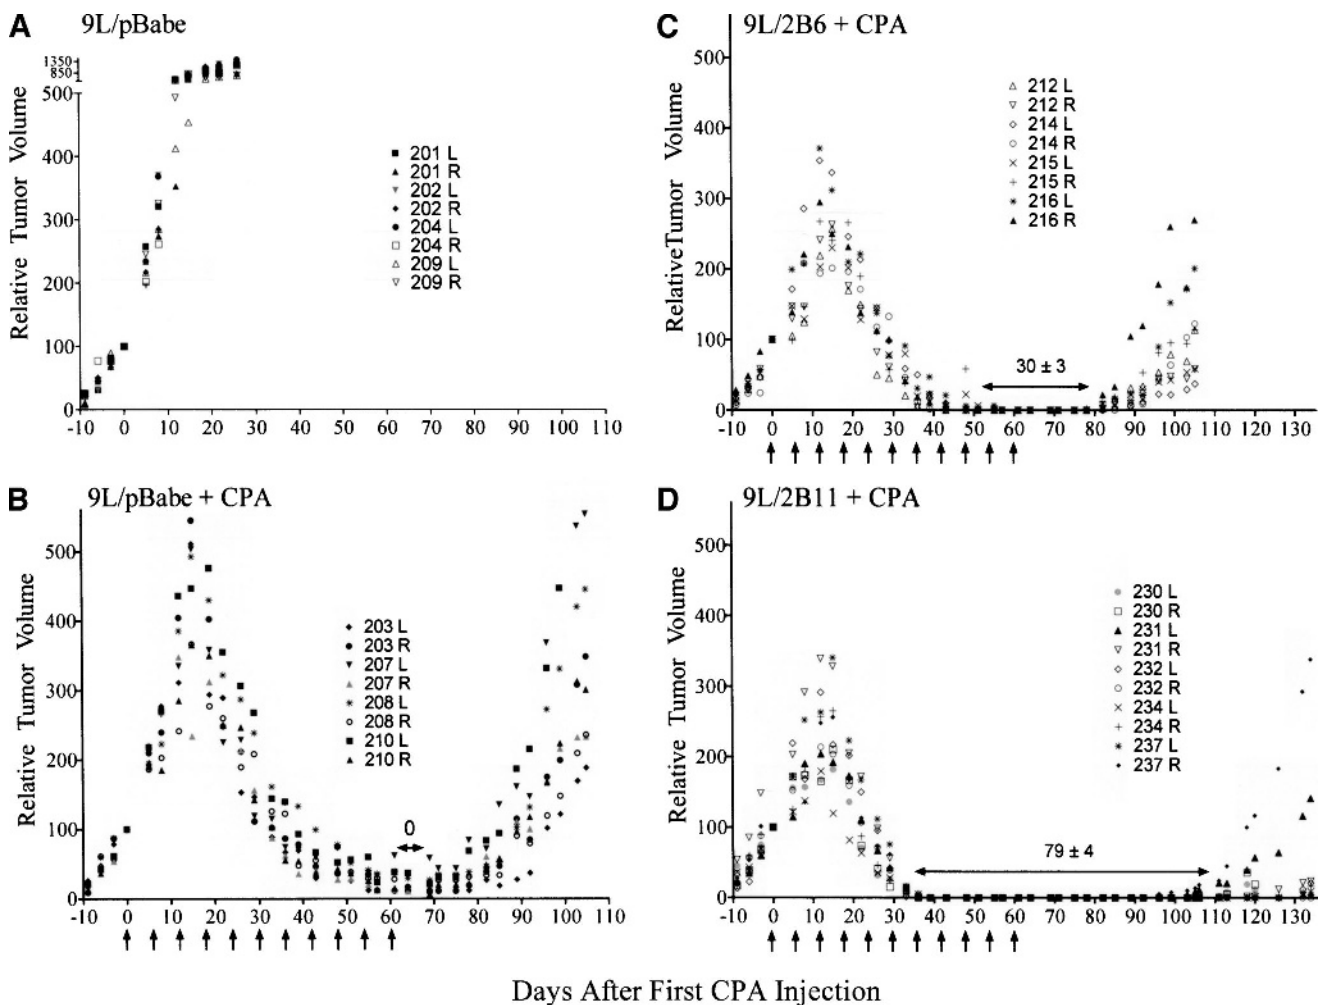 A 9L/pBabe
1350
850
500
400
300
200
100
0
-10 0 10 20 30 40 50 60 70 80 90 100 110
Relative Tumor Volume
201 L
201 R
202 L
202 R
204 L
204 R
209 L
209 R
B 9L/pBabe + CPA
500
400
300
200
100
0
-10 0 10 20 30 40 50 60 70 80 90 100 110
Relative Tumor Volume
203 L
203 R
207 L
207 R
208 L
208 R
210 L
210 R
0
C 9L/2B6 + CPA
500
400
300
200
100
0
-10 0 10 20 30 40 50 60 70 80 90 100 110 120 130
RelativeTumor Volume
212 L
212 R
214 L
214 R
215 L
215 R
216 L
216 R
30 ± 3
D 9L/2B11 + CPA
500
400
300
200
100
0
-10 0 10 20 30 40 50 60 70 80 90 100 110 120 130
Relative Tumor Volume
230 L
230 R
231 L
231 R
232 L
232 R
234 L
234 R
237 L
237 R
79 ± 4
Days After First CPA Injection